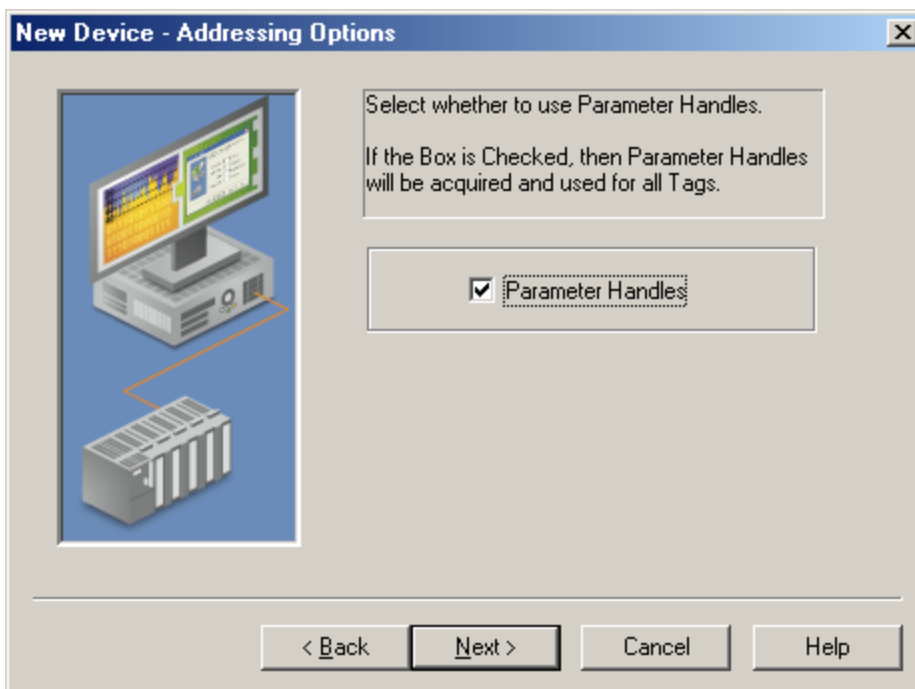 New Device - Addressing Options
Select whether to use Parameter Handles.
If the Box is Checked, then Parameter Handles
will be acquired and used for all Tags.
Parameter Handles
< Back
Next >
Cancel
Help